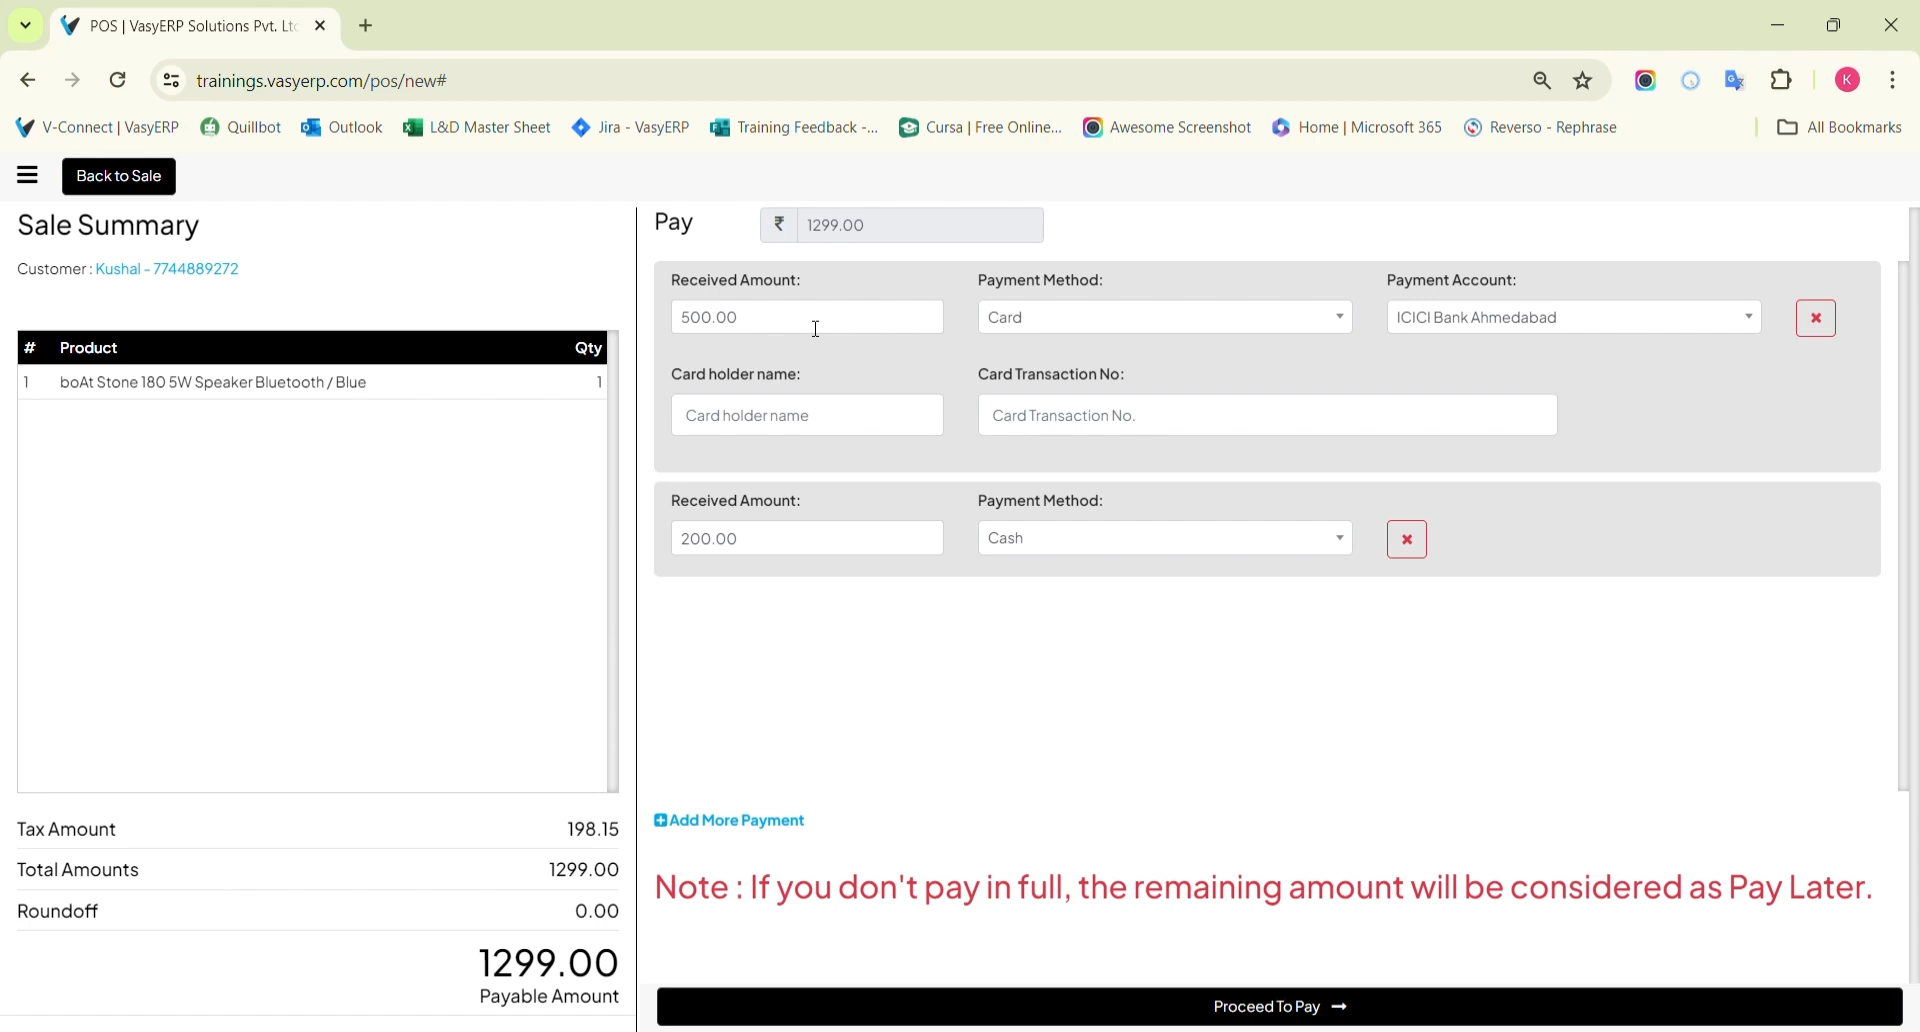 POS | VasyERP Solutions Pvt. Lt
trainings.vasyerp.com/pos/new#
K
V-Connect | VasyERP
Quillbot
Outlook
L&D Master Sheet
Jira - VasyERP
Training Feedback -...
Cursa | Free Online...
Awesome Screenshot
Home | Microsoft 365
Reverso - Rephrase
All Bookmarks
Back to Sale
Sale Summary
Customer : Kushal - 7744889272
# Product Qty
1 boAt Stone 180 5W Speaker Bluetooth / Blue 1
Tax Amount 198.15
Total Amounts 1299.00
Roundoff 0.00
1299.00
Payable Amount
Pay ₹ 1299.00
Received Amount: Payment Method: Payment Account:
500.00 Card ICICI Bank Ahmedabad
Card holder name: Card Transaction No:
Card holder name Card Transaction No.
Received Amount: Payment Method:
200.00 Cash
Add More Payment
Note : If you don't pay in full, the remaining amount will be considered as Pay Later.
Proceed To Pay →